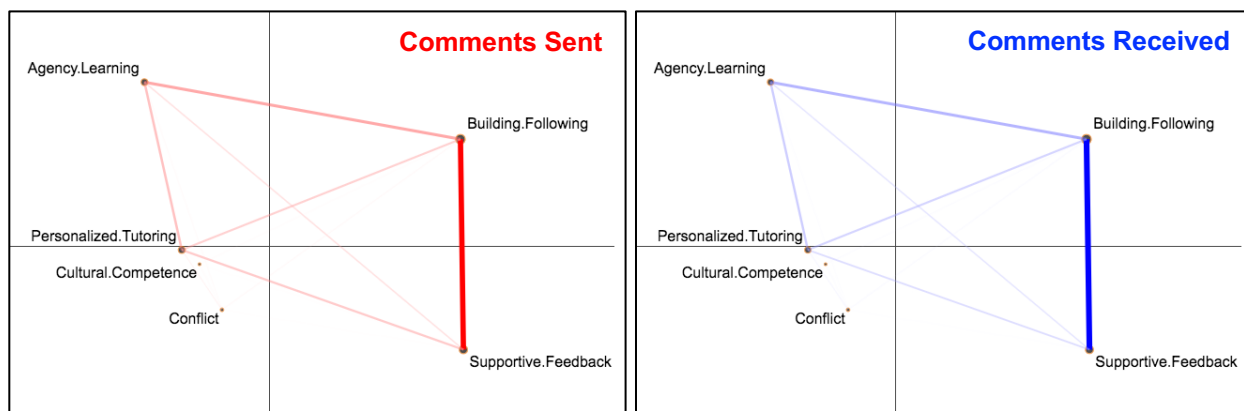 Comments Sent
Agency.Learning
Building.Following
Personalized.Tutoring
Cultural.Competence
Conflict
Supportive.Feedback
Comments Received
Agency.Learning
Building.Following
Personalized.Tutoring
Cultural.Competence
Conflict
Supportive.Feedback